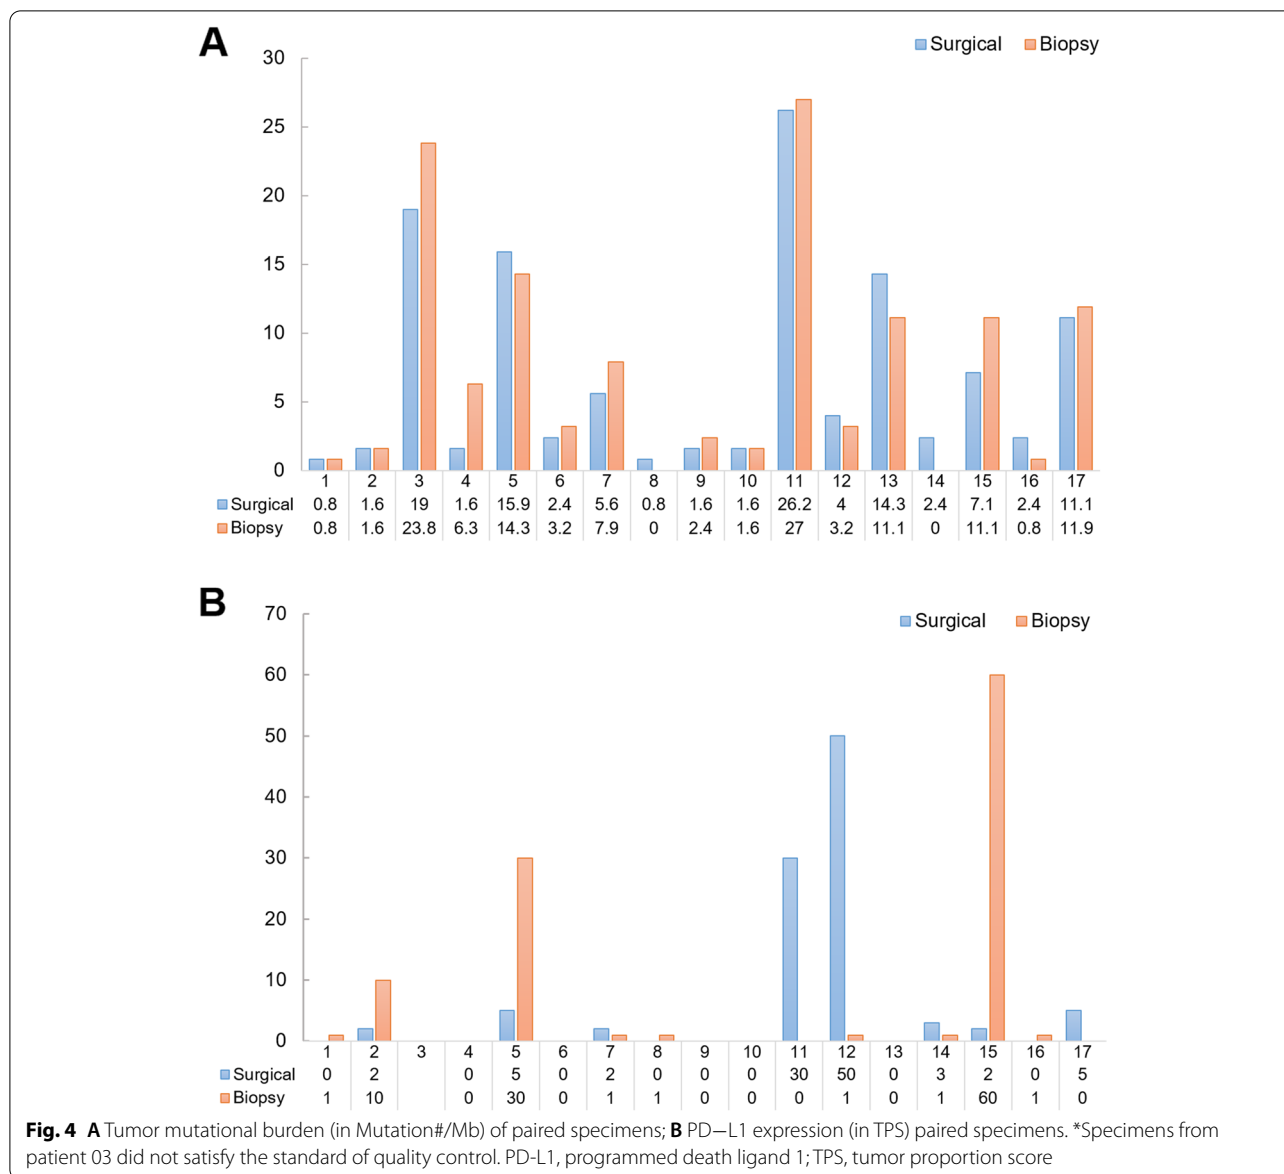 A
Surgical Biopsy
30
25
20
15
10
5
0
1 2 3 4 5 6 7 8 9 10 11 12 13 14 15 16 17
Surgical 0.8 1.6 19 1.6 15.9 2.4 5.6 0.8 1.6 1.6 26.2 4 14.3 2.4 7.1 2.4 11.1
Biopsy 0.8 1.6 23.8 6.3 14.3 3.2 7.9 0 2.4 1.6 27 3.2 11.1 0 11.1 0.8 11.9
B
Surgical Biopsy
70
60
50
40
30
20
10
0
1 2 3 4 5 6 7 8 9 10 11 12 13 14 15 16 17
Surgical 0 2 0 5 0 2 0 0 0 30 50 0 3 2 0 5
Biopsy 1 10 0 30 0 1 1 0 0 0 1 0 1 60 1 0
Fig. 4 A Tumor mutational burden (in Mutation#/Mb) of paired specimens; B PD—L1 expression (in TPS) paired specimens. *Specimens from
patient 03 did not satisfy the standard of quality control. PD-L1, programmed death ligand 1; TPS, tumor proportion score